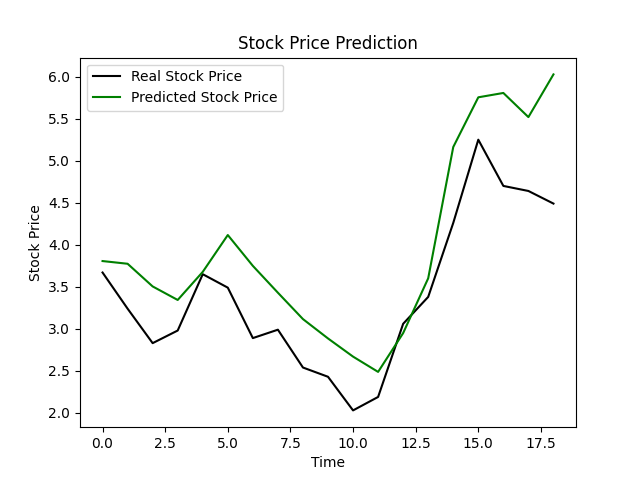 Stock Price Prediction
Real Stock Price
Predicted Stock Price
6.0
5.5
5.0
4.5
4.0
3.5
3.0
2.5
2.0
Stock Price
0.0 2.5 5.0 7.5 10.0 12.5 15.0 17.5
Time